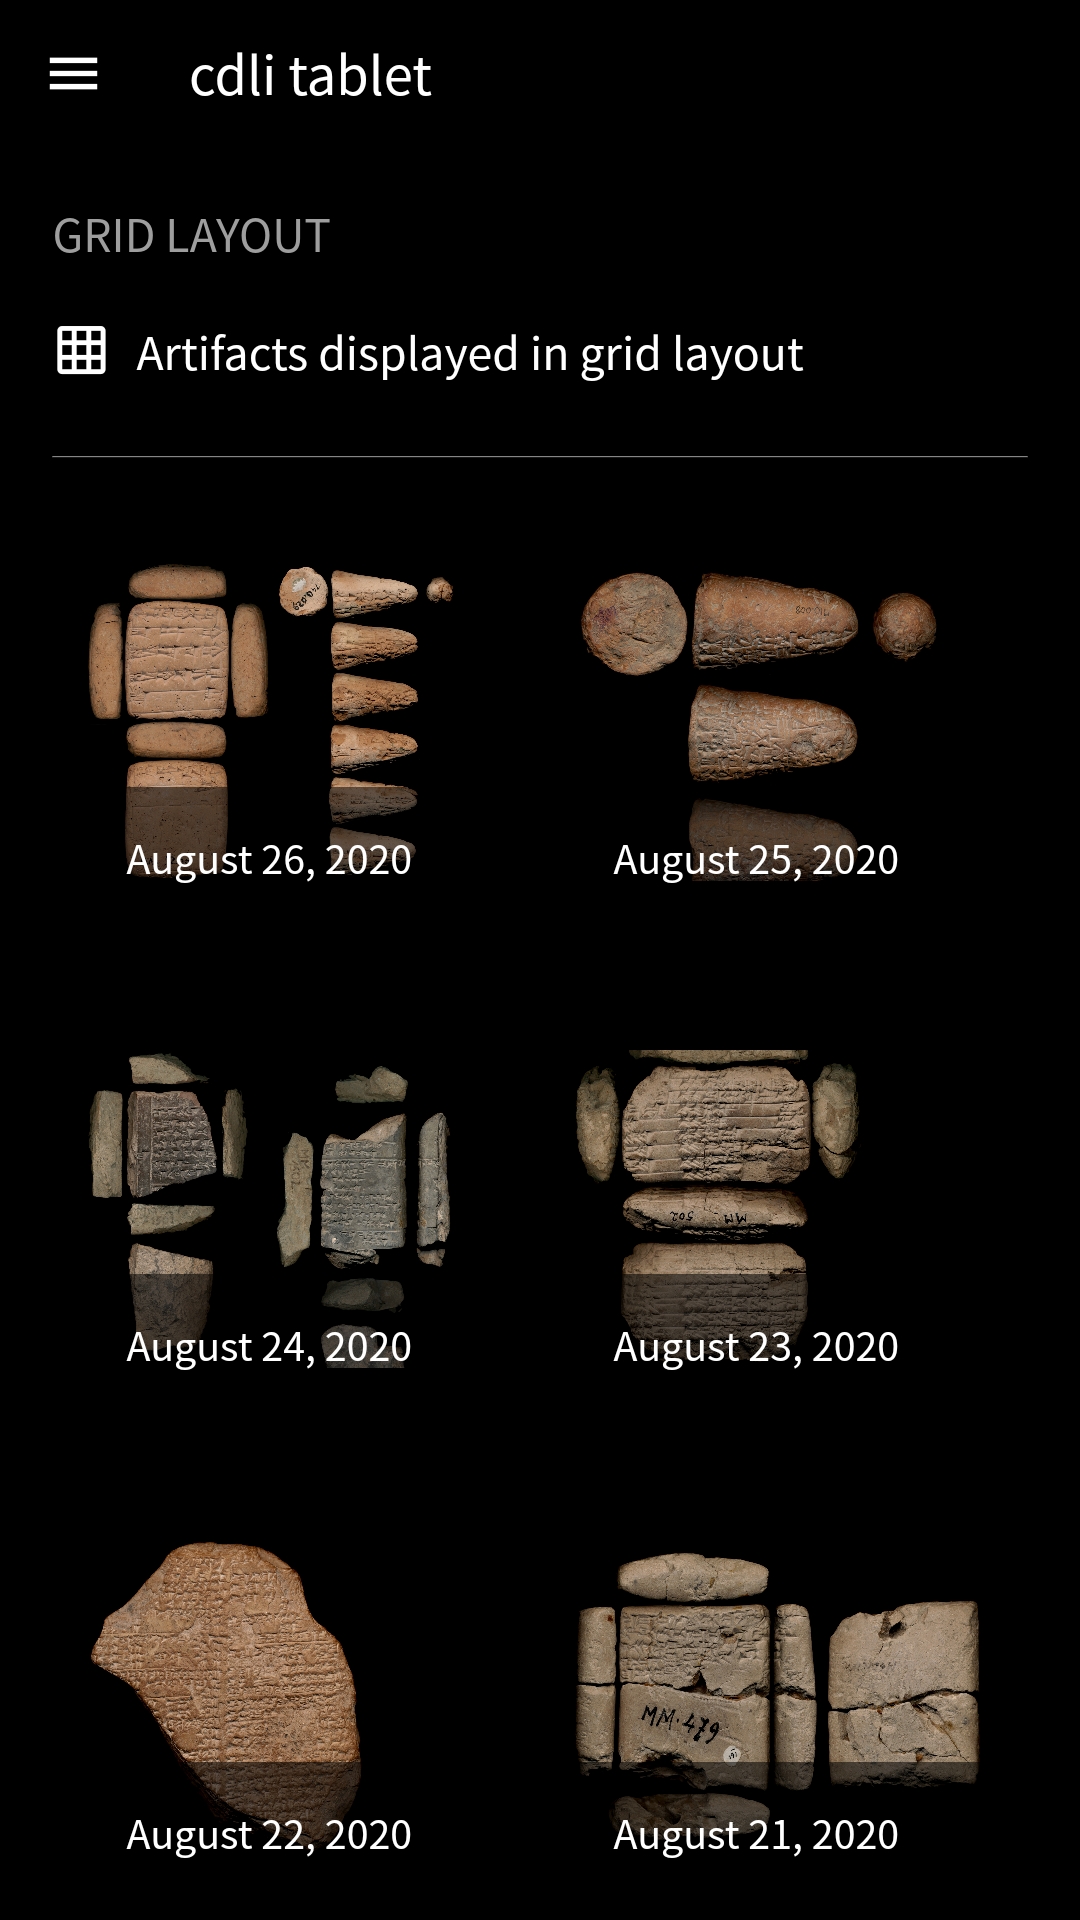 cdli tablet
GRID LAYOUT
Artifacts displayed in grid layout
August 26, 2020
August 25, 2020
August 24, 2020
MM 502
August 23, 2020
August 22, 2020
MM·479
August 21, 2020